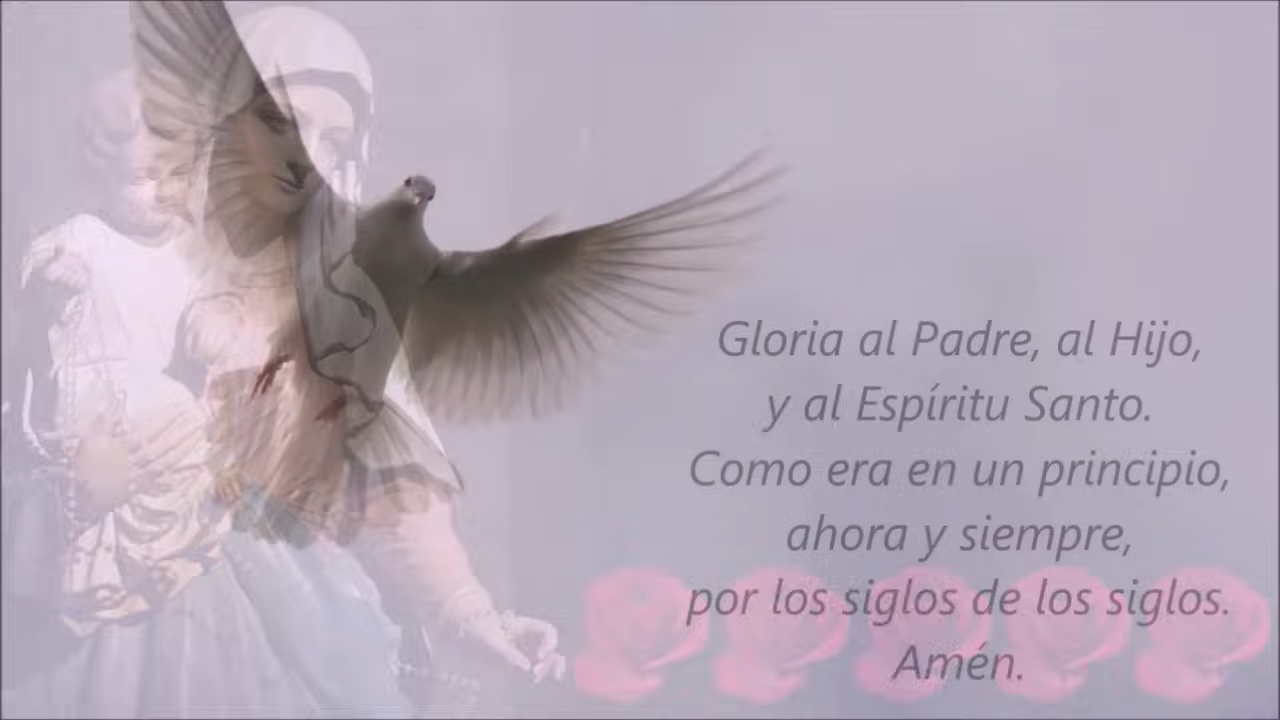 Gloria al Padre, al Hijo,
y al Espíritu Santo.
Como era en un principio,
ahora y siempre,
por los siglos de los siglos.
Amén.